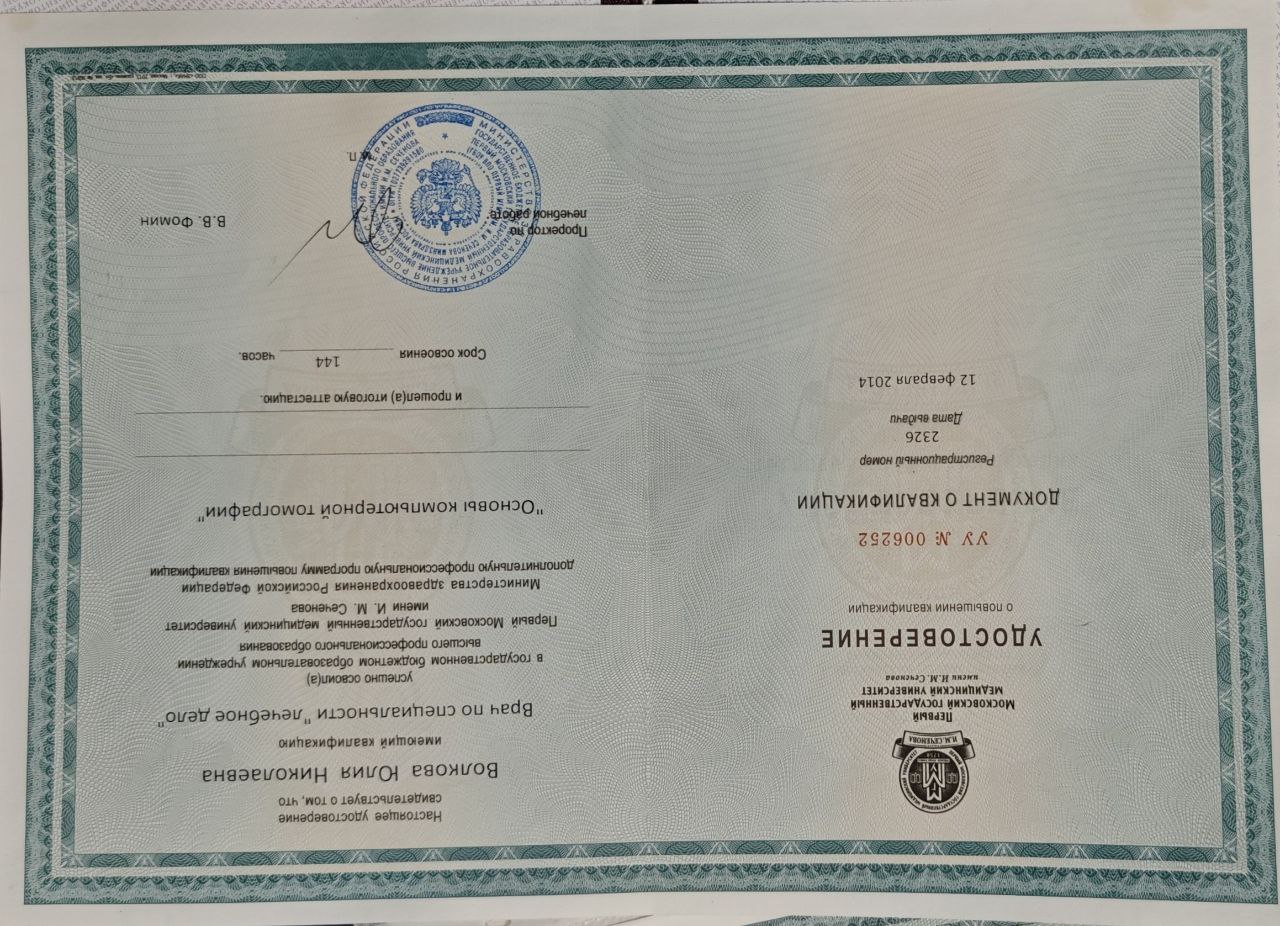 И.М.СЕЧЕНОВА
ПЕРВЫЙ
МОСКОВСКИЙ ГОСУДАРСТВЕННЫЙ
МЕДИЦИНСКИЙ УНИВЕРСИТЕТ
имени И.М. Сеченова
УДОСТОВЕРЕНИЕ
о повышении квалификации
УУ № 006252
ДОКУМЕНТ О КВАЛИФИКАЦИИ
Регистрационный номер
2326
Дата выдачи
12 февраля 2014
Настоящее удостоверение
свидетельствует о том, что
Волкова Юлия Николаевна
имеющий квалификацию
Врач по специальности "лечебное дело"
успешно освоил(а)
в государственном бюджетном образовательном учреждении
высшего профессионального образования
Первый Московский государственный медицинский университет
имени И. М. Сеченова
Министерства здравоохранения Российской Федерации
дополнительную профессиональную программу повышения квалификации
"Основы компьютерной томографии"
и прошел(а) итоговую аттестацию.
Срок освоения 144 часов.
Проректор по
лечебной работе
В.В. Фомин
М.П.